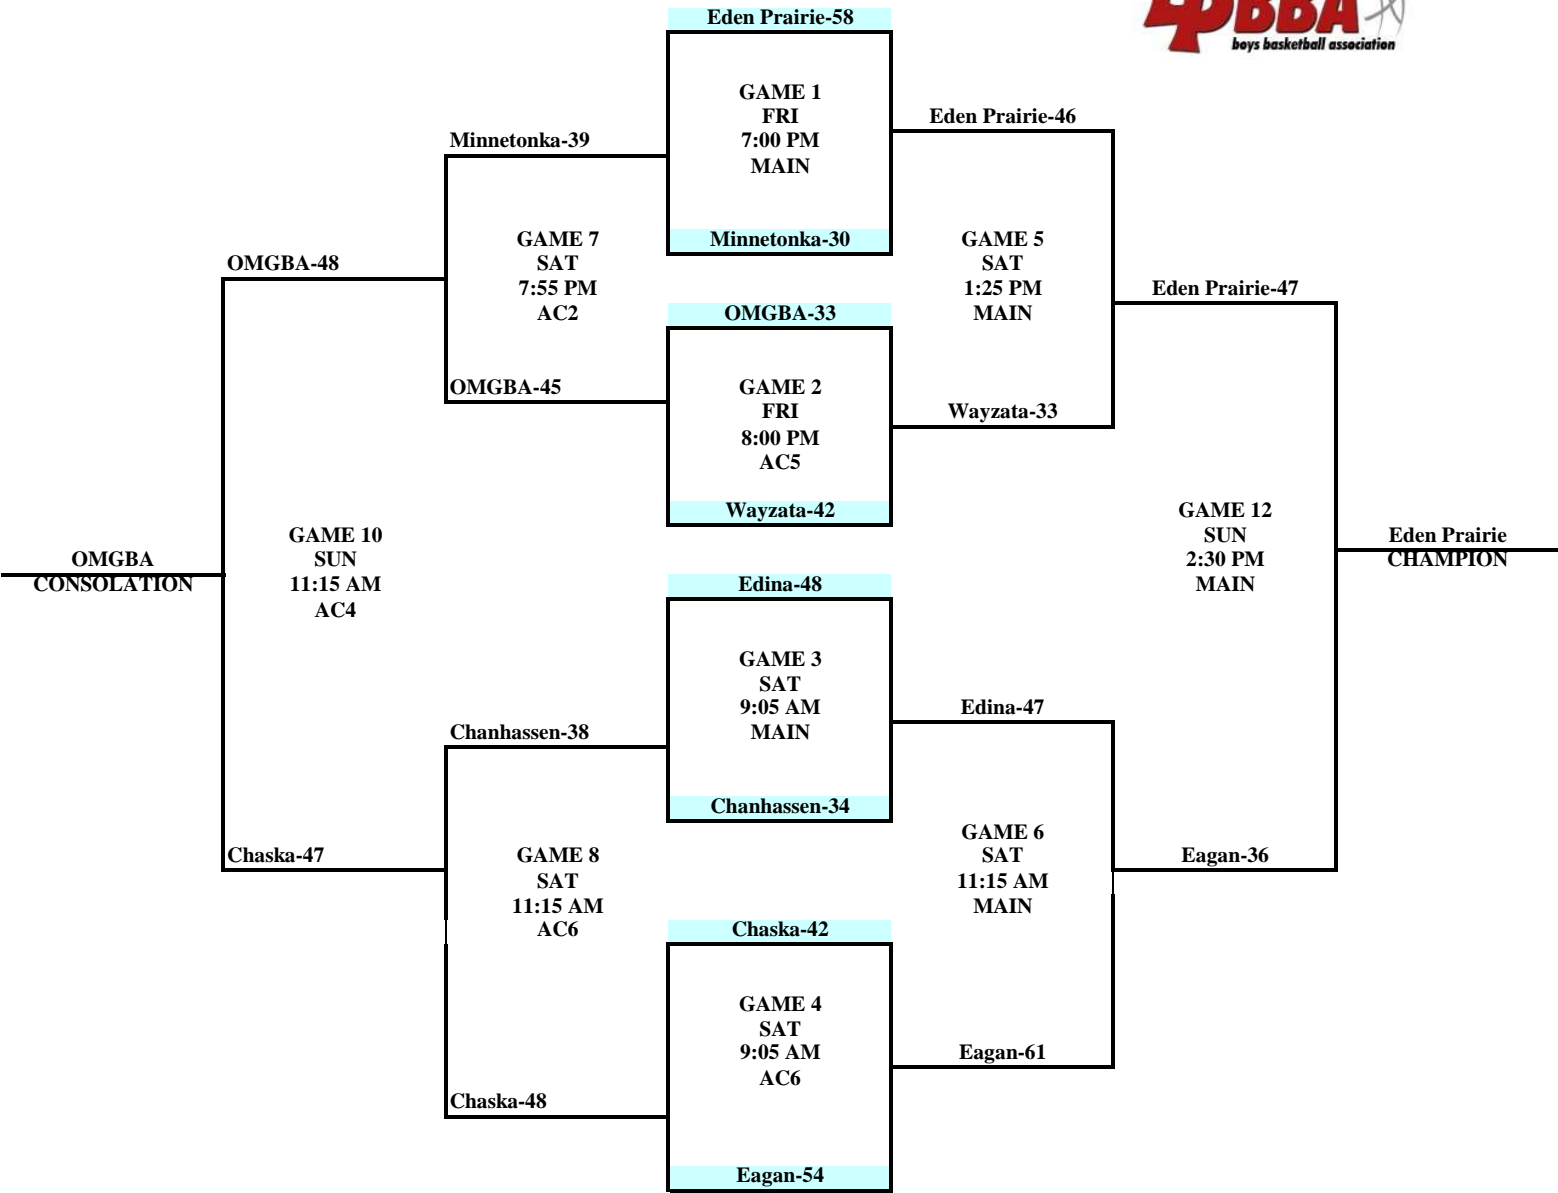 EPBBA
boys basketball association
Eden Prairie-58
GAME 1
FRI
7:00 PM
MAIN
Eden Prairie-46
Minnetonka-39
Minnetonka-30
GAME 7
SAT
7:55 PM
AC2
GAME 5
SAT
1:25 PM
MAIN
OMGBA-48
Eden Prairie-47
OMGBA-33
OMGBA-45
GAME 2
FRI
8:00 PM
AC5
Wayzata-33
Wayzata-42
GAME 10
SUN
11:15 AM
AC4
GAME 12
SUN
2:30 PM
MAIN
OMGBA
CONSOLATION
Eden Prairie
CHAMPION
Edina-48
GAME 3
SAT
9:05 AM
MAIN
Edina-47
Chanhassen-38
Chanhassen-34
GAME 6
SAT
11:15 AM
MAIN
Chaska-47
GAME 8
SAT
11:15 AM
AC6
Eagan-36
Chaska-42
GAME 4
SAT
9:05 AM
AC6
Eagan-61
Chaska-48
Eagan-54